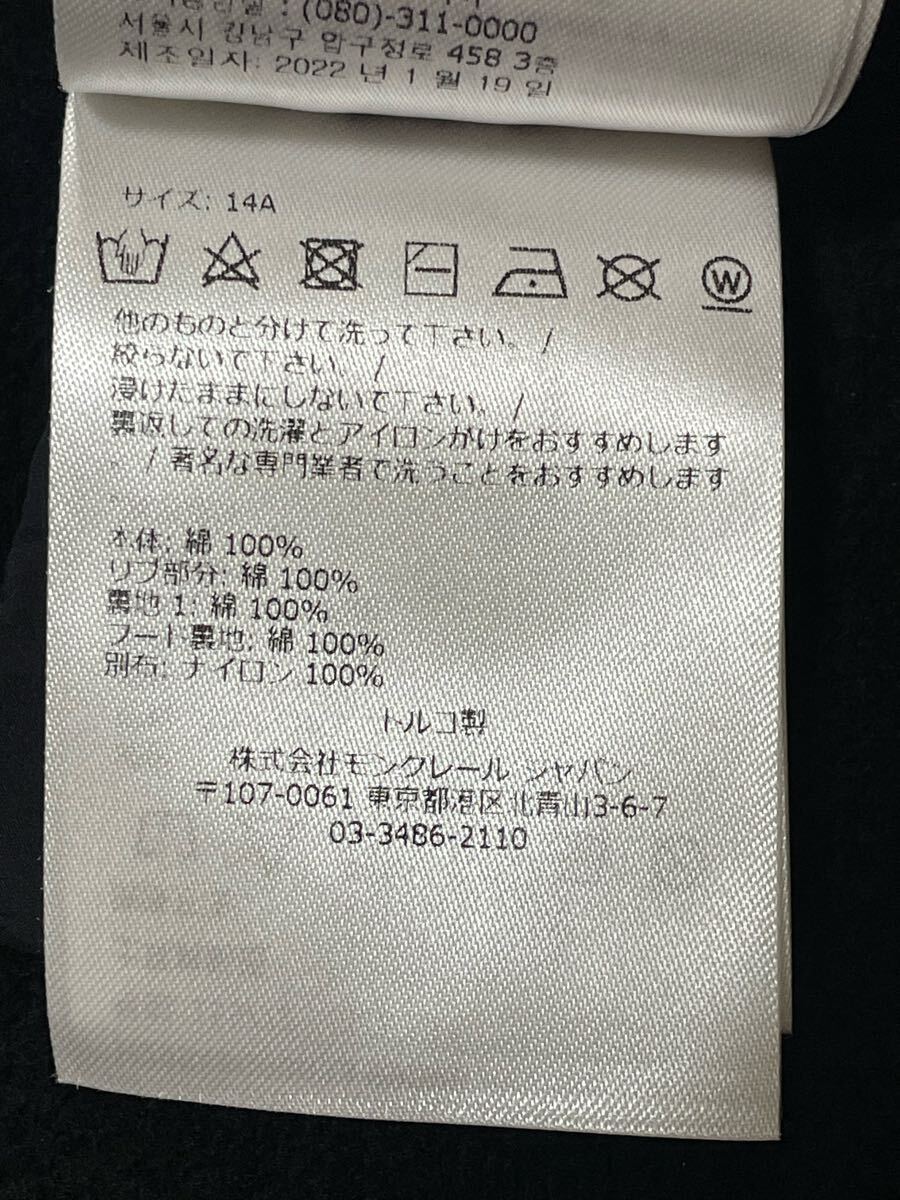 : (080)-311-0000
서울시 강남구 압구정로 458 3층
제조일자: 2022 년 1 월 19 일
サイズ: 14A
W
他のものと分けて洗って下さい。 /
絞らないで下さい。 /
浸けたままにしないで下さい。 /
裏返しての洗濯とアイロンがけをおすすめします
/ 著名な専門業者で洗うことをおすすめします
本体: 綿 100%
リブ部分: 綿 100%
裏地 1: 綿 100%
フード裏地: 綿 100%
別布: ナイロン 100%
トルコ製
株式会社モンクレール ジャパン
〒107-0061 東京都港区北青山3-6-7
03-3486-2110